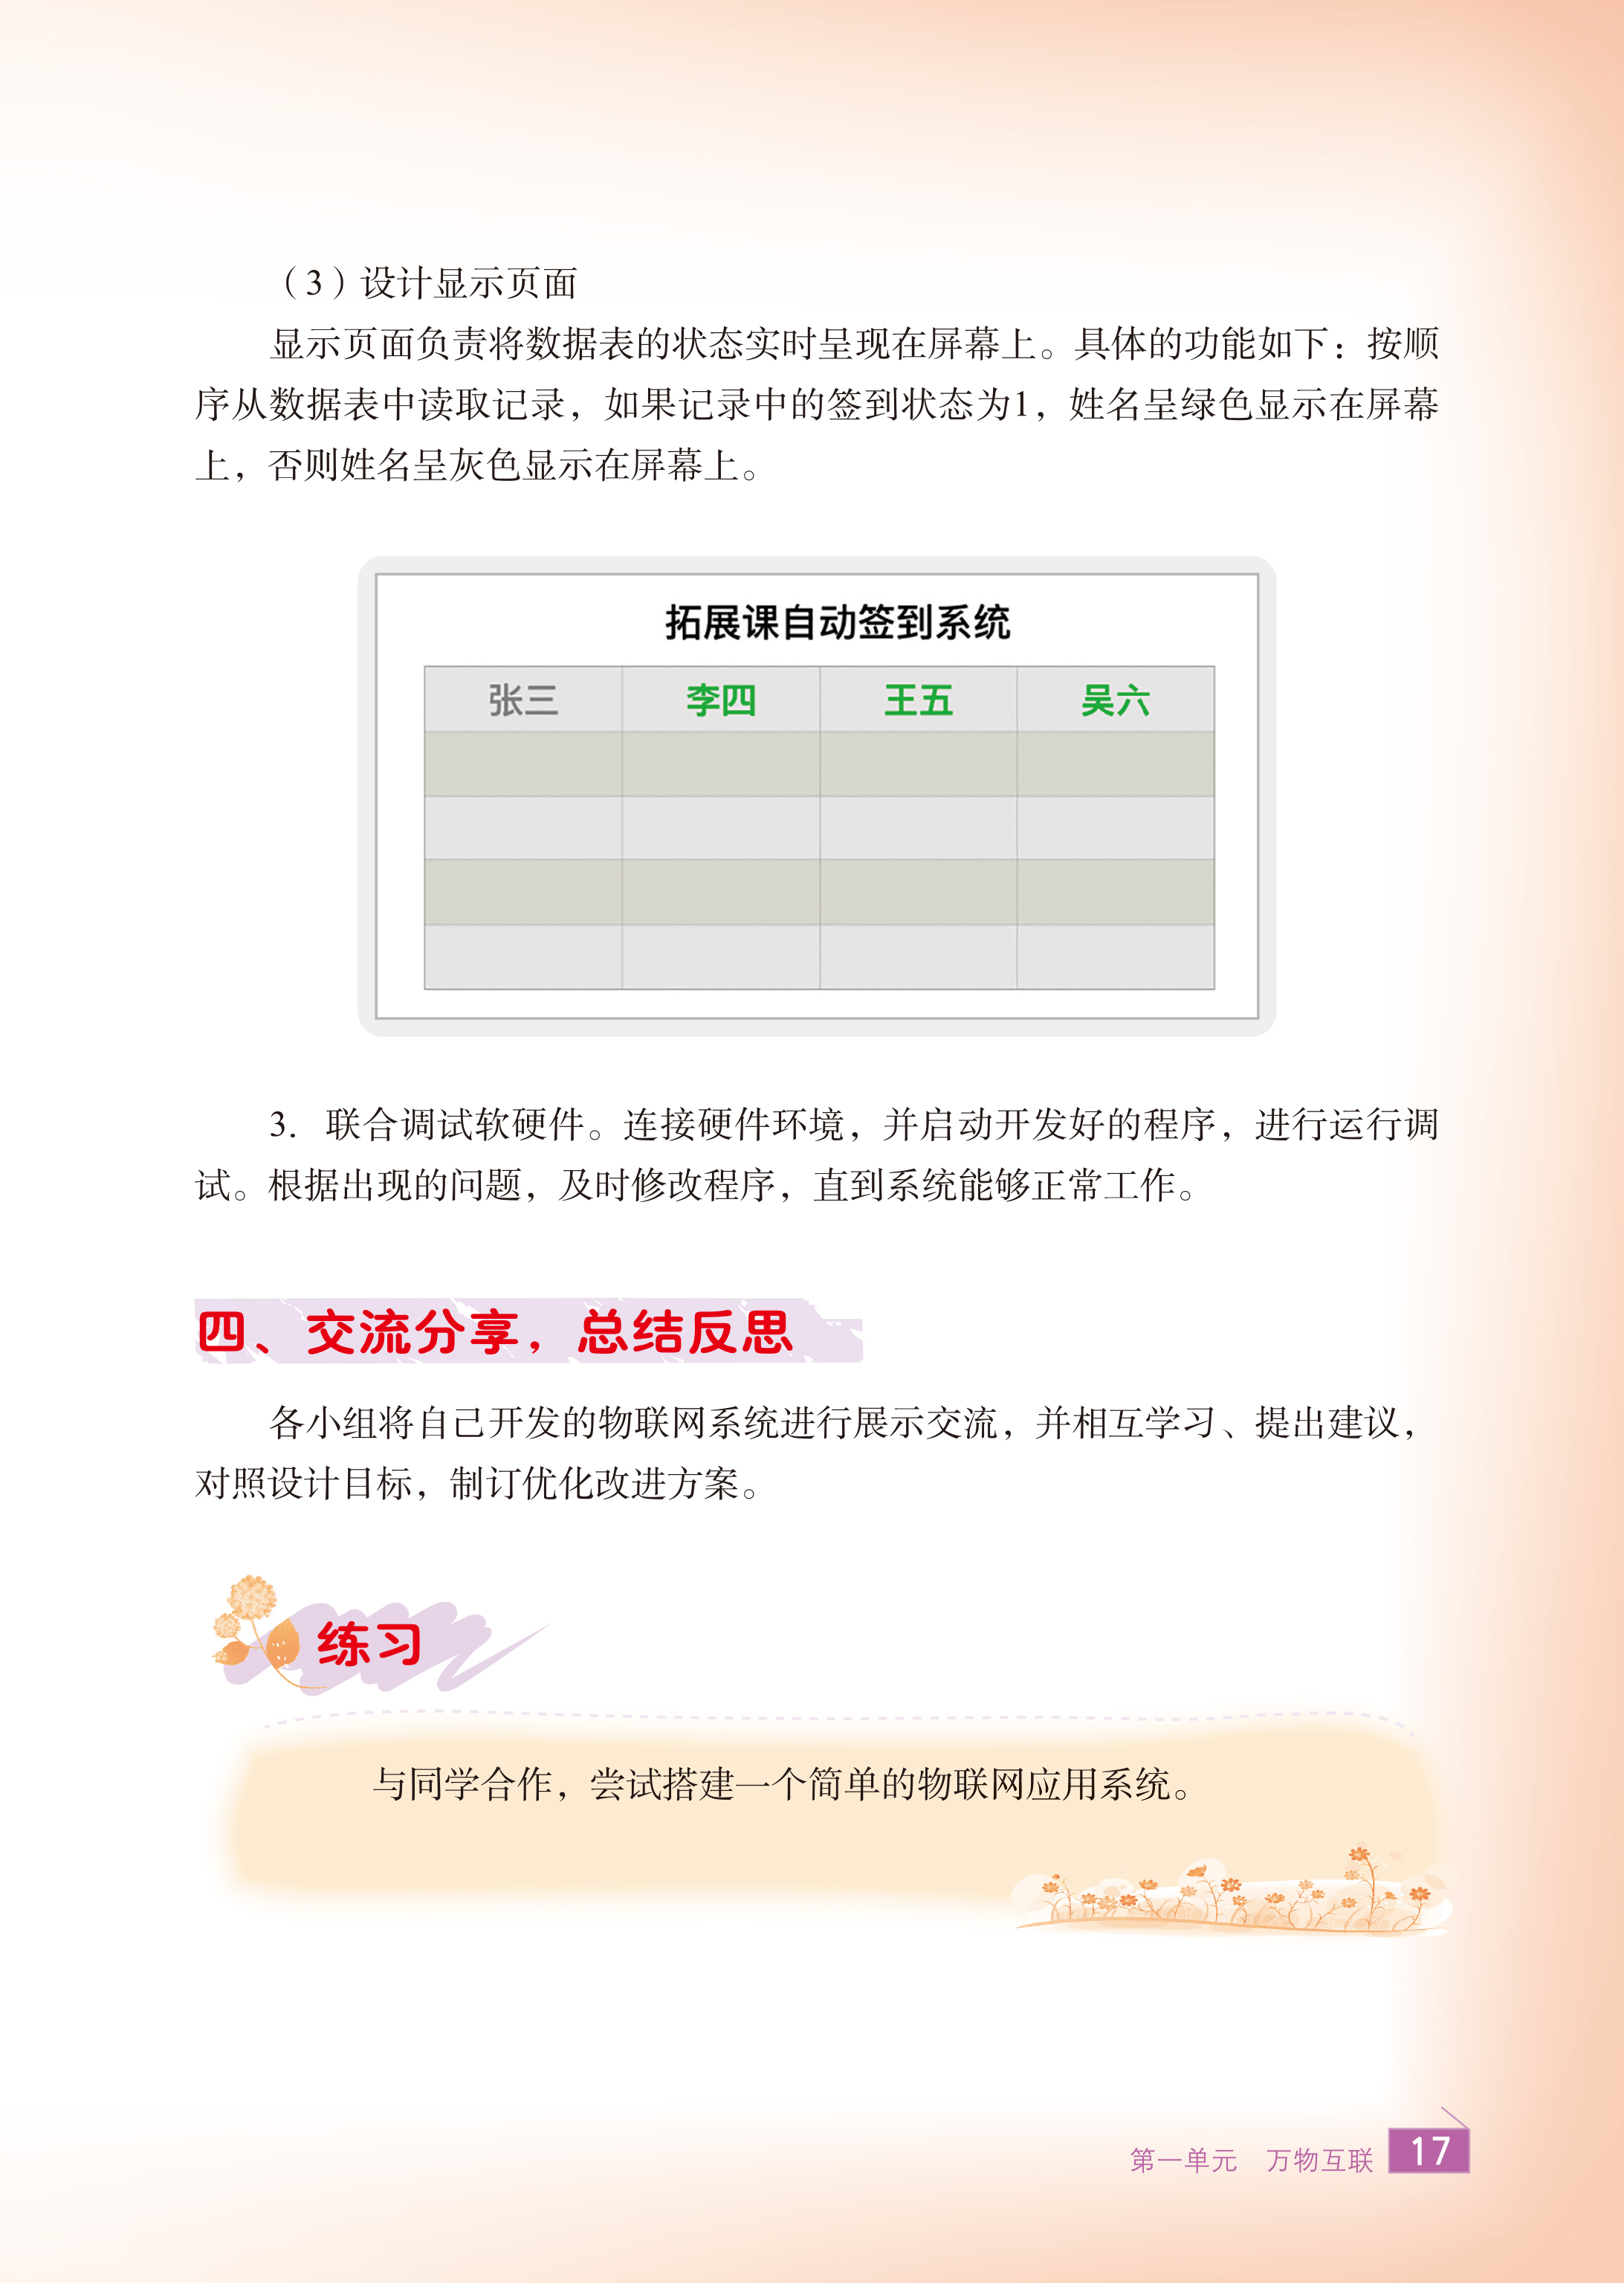 （3）设计显示页面
显示页面负责将数据表的状态实时呈现在屏幕上。具体的功能如下：按顺
序从数据表中读取记录，如果记录中的签到状态为1，姓名呈绿色显示在屏幕
上，否则姓名呈灰色显示在屏幕上。
拓展课自动签到系统
张三 李四 王五 吴六
3. 联合调试软硬件。连接硬件环境，并启动开发好的程序，进行运行调
试。根据出现的问题，及时修改程序，直到系统能够正常工作。
四、交流分享，总结反思
各小组将自己开发的物联网系统进行展示交流，并相互学习、提出建议，
对照设计目标，制订优化改进方案。
练习
与同学合作，尝试搭建一个简单的物联网应用系统。
第一单元 万物互联 17